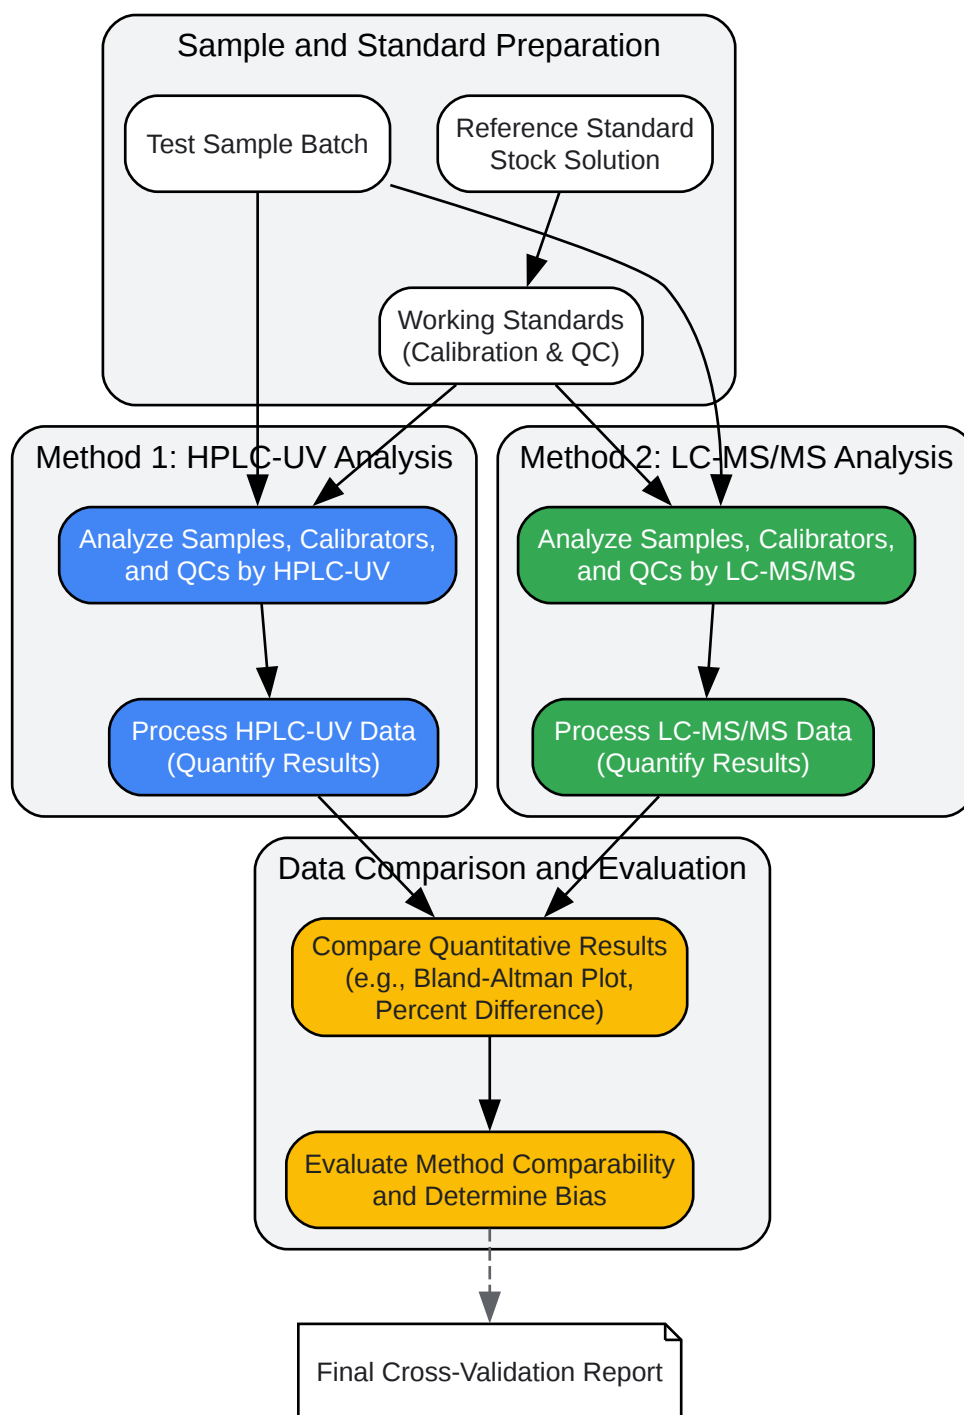 Sample and Standard Preparation
Test Sample Batch
Reference Standard
Stock Solution
Working Standards
(Calibration & QC)
Method 1: HPLC-UV Analysis
Method 2: LC-MS/MS Analysis
Analyze Samples, Calibrators,
and QCs by HPLC-UV
Analyze Samples, Calibrators,
and QCs by LC-MS/MS
Process HPLC-UV Data
(Quantify Results)
Process LC-MS/MS Data
(Quantify Results)
Data Comparison and Evaluation
Compare Quantitative Results
(e.g., Bland-Altman Plot,
Percent Difference)
Evaluate Method Comparability
and Determine Bias
Final Cross-Validation Report